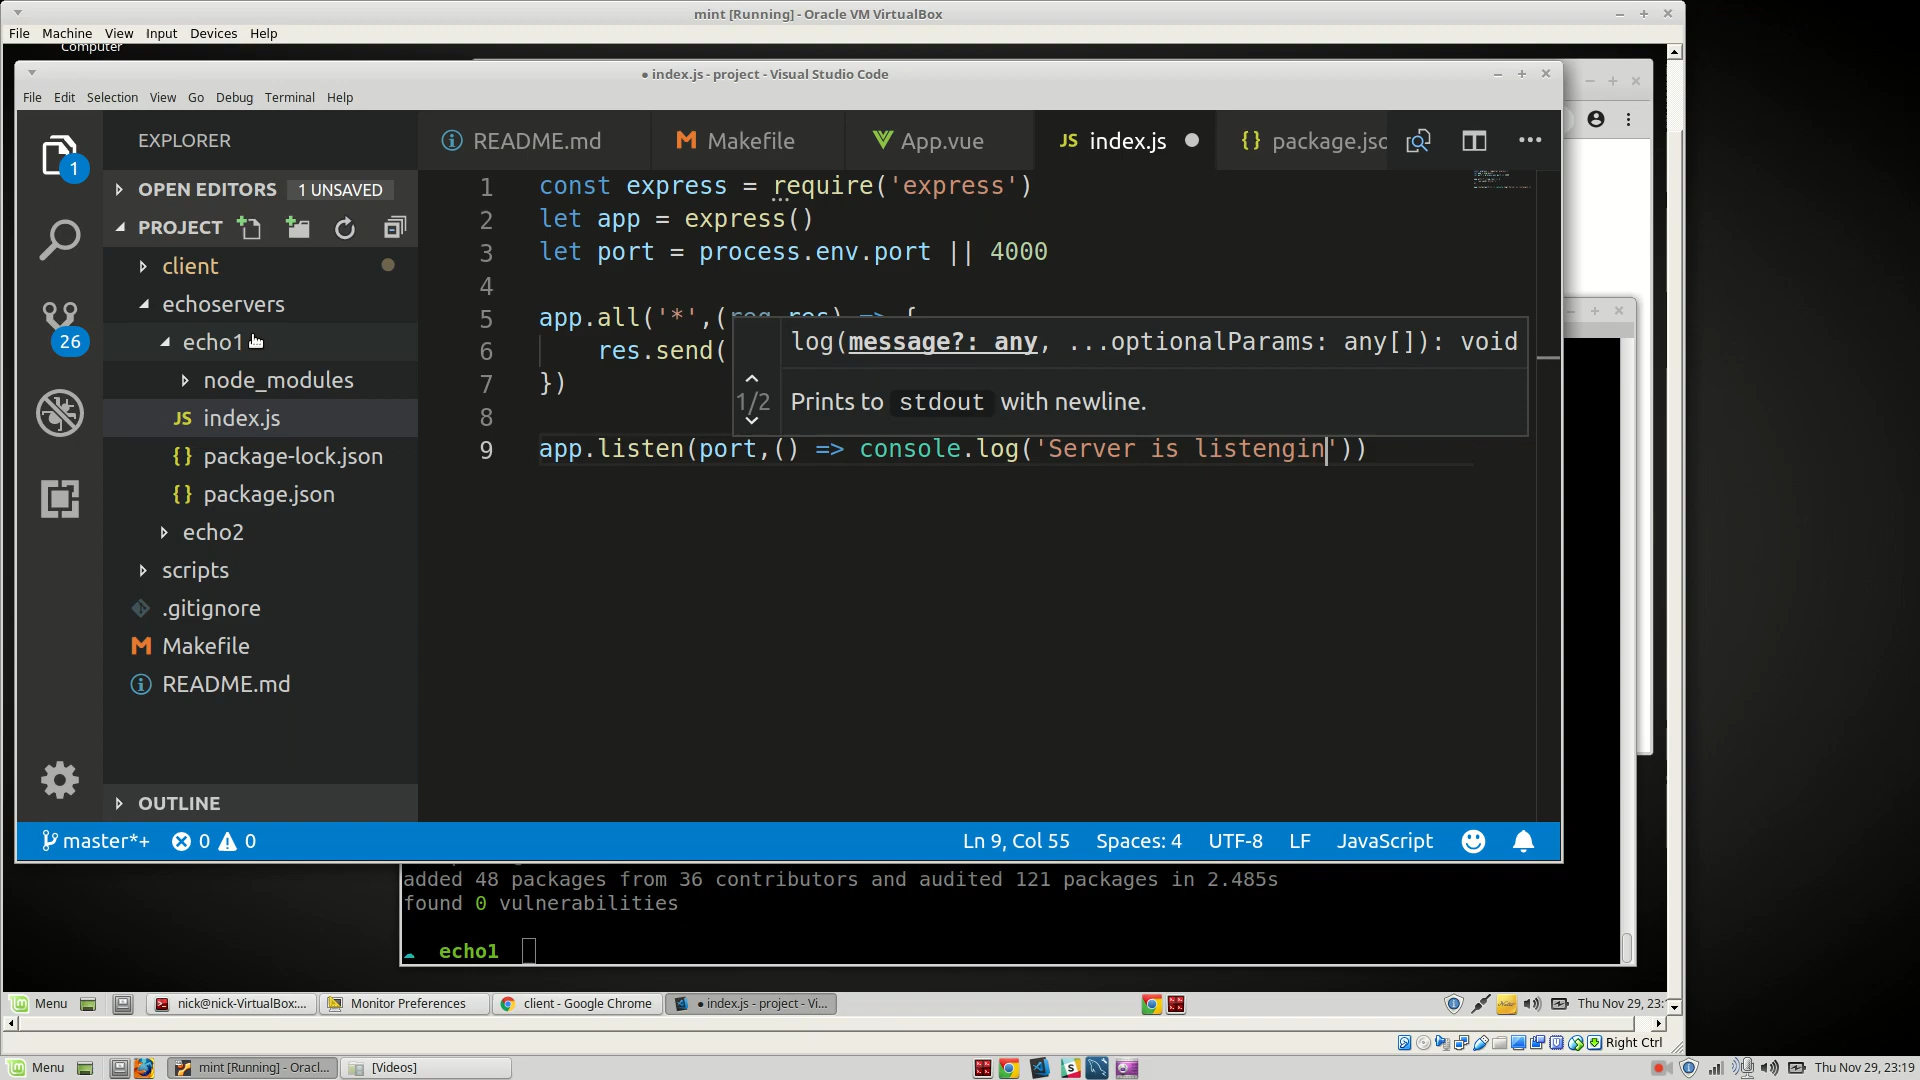 mint [Running] - Oracle VM VirtualBox
File Machine View Input Devices Help
Computer
● index.js - project - Visual Studio Code
File Edit Selection View Go Debug Terminal Help
EXPLORER
README.md
Makefile
App.vue
JS index.js ●
{} package.jsc
1
OPEN EDITORS 1 UNSAVED
PROJECT
client
echoservers
echo1
node_modules
JS index.js
{} package-lock.json
{} package.json
echo2
scripts
.gitignore
Makefile
README.md
OUTLINE
26
1 const express = require('express')
2 let app = express()
3 let port = process.env.port || 4000
4
5 app.all('*',(req,res) => {
6 res.send(
7 })
8
9 app.listen(port,() => console.log('Server is listengin'))
log(message?: any, ...optionalParams: any[]): void
1/2
Prints to stdout with newline.
master*+ 0 0
Ln 9, Col 55 Spaces: 4 UTF-8 LF JavaScript
added 48 packages from 36 contributors and audited 121 packages in 2.485s
found 0 vulnerabilities
echo1
Menu
nick@nick-VirtualBox:...
Monitor Preferences
client - Google Chrome
● index.js - project - Vi...
Thu Nov 29, 23:
Right Ctrl
Menu
mint [Running] - Oracl...
[Videos]
Thu Nov 29, 23:19